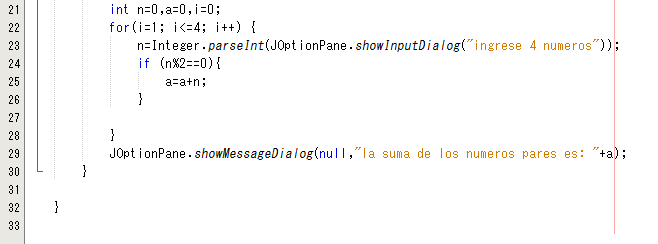 21 int n=0,a=0,i=0;
22 for(i=1; i<=4; i++) {
23 n=Integer.parseInt(JOptionPane.showInputDialog("ingrese 4 numeros"));
24 if (n%2==0){
25 a=a+n;
26 }
27
28 }
29 JOptionPane.showMessageDialog(null,"la suma de los numeros pares es: "+a);
30 }
31
32 }
33